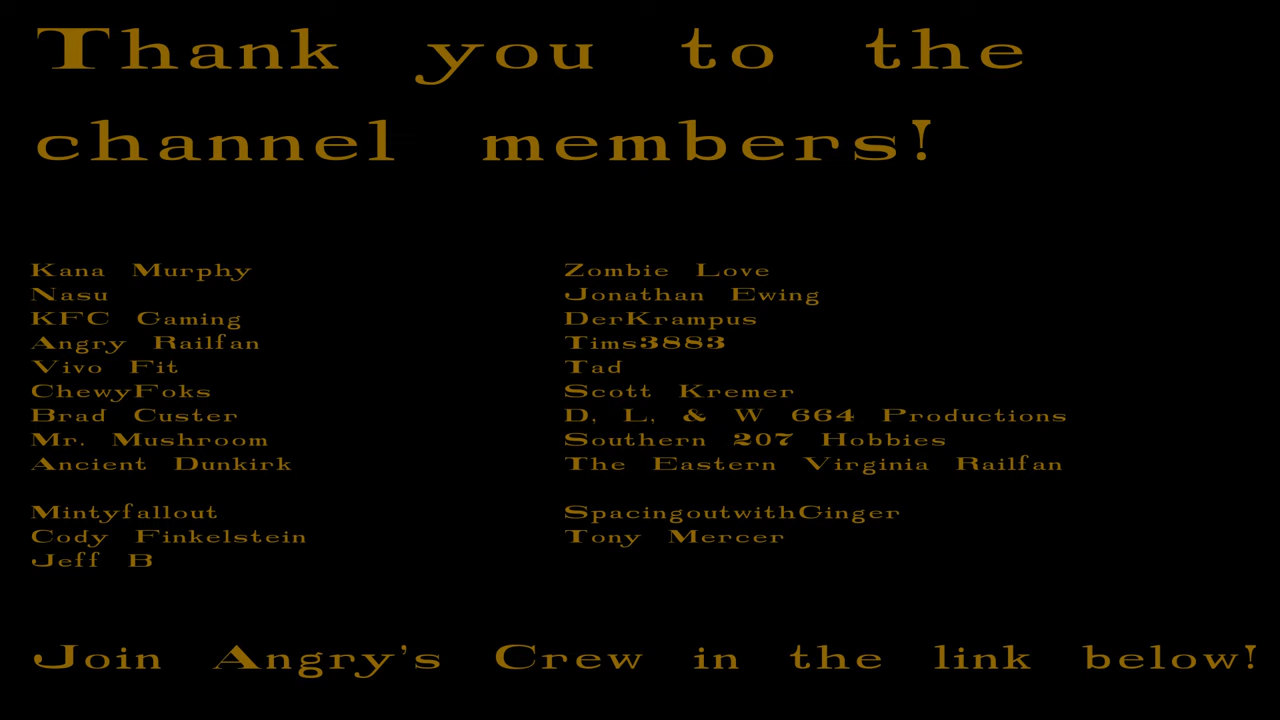 Thank you to the
channel members!
Kana Murphy
Nasu
KFC Gaming
Angry Railfan
Vivo Fit
ChewyFoks
Brad Custer
Mr. Mushroom
Ancient Dunkirk
Mintyfallout
Cody Finkelstein
Jeff B
Zombie Love
Jonathan Ewing
DerKrampus
Tims3883
Tad
Scott Kremer
D, L, & W 664 Productions
Southern 207 Hobbies
The Eastern Virginia Railfan
SpacingoutwithGinger
Tony Mercer
Join Angry's Crew in the link below!